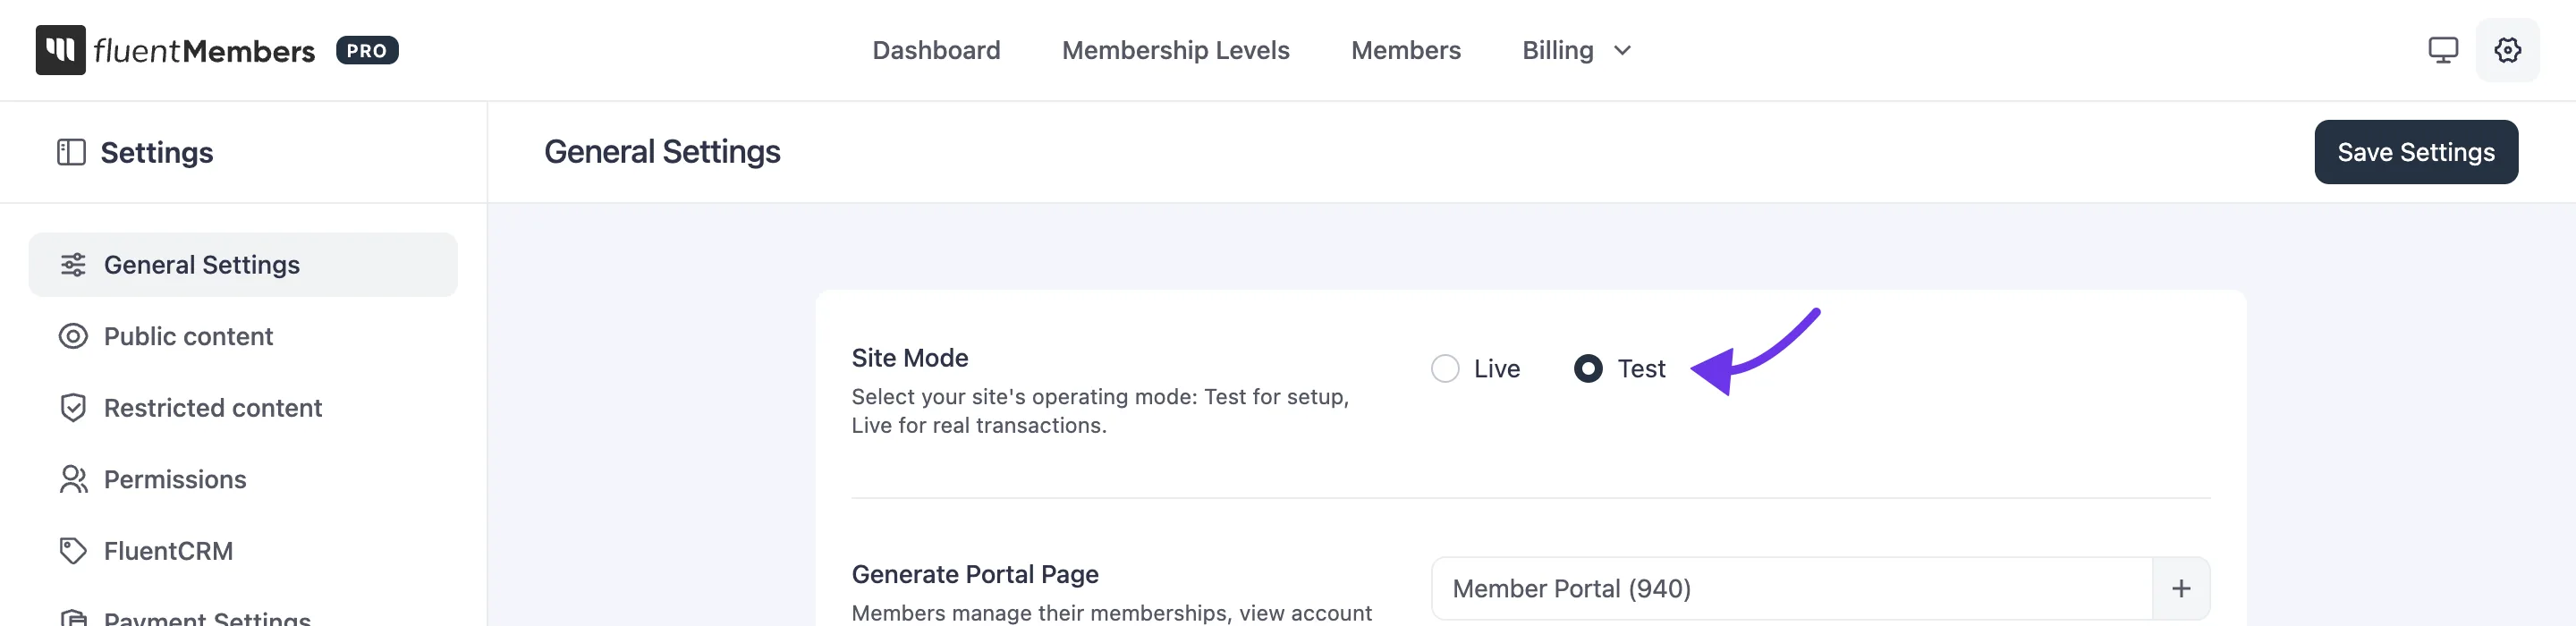 fluentMembers PRO
Dashboard
Membership Levels
Members
Billing
Settings
General Settings
Save Settings
General Settings
Public content
Restricted content
Permissions
FluentCRM
Payment Settings
Site Mode
Select your site's operating mode: Test for setup,
Live for real transactions.
Live
Test
Generate Portal Page
Members manage their memberships, view account
Member Portal (940)